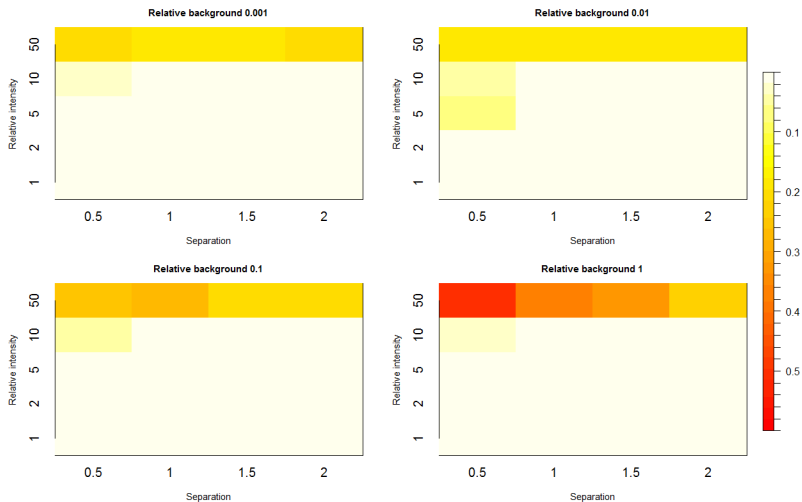 Relative background 0.001
Relative intensity
50
10
5
2
1
0.5 1 1.5 2
Separation
Relative background 0.01
Relative intensity
50
10
5
2
1
0.5 1 1.5 2
Separation
Relative background 0.1
Relative intensity
50
10
5
2
1
0.5 1 1.5 2
Separation
Relative background 1
Relative intensity
50
10
5
2
1
0.5 1 1.5 2
Separation
0.1
0.2
0.3
0.4
0.5